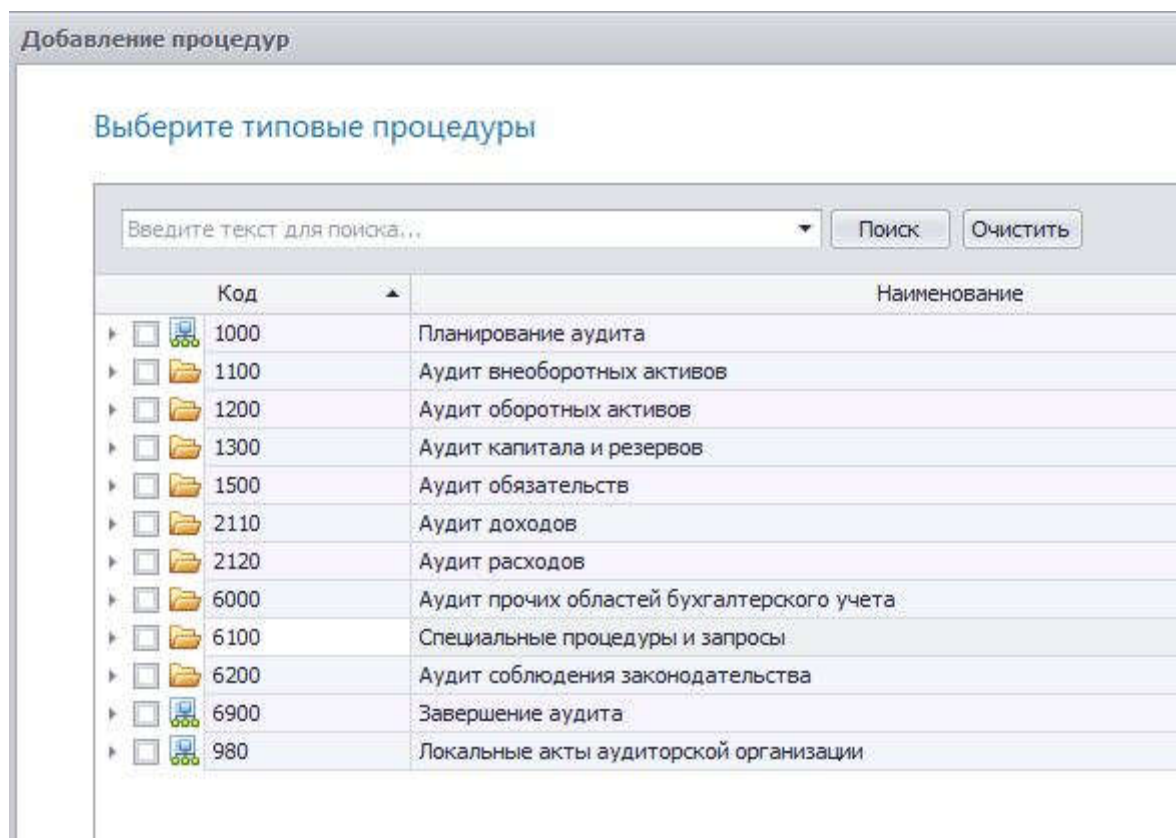 Добавление процедур
Выберите типовые процедуры
Введите текст для поиска... Поиск Очистить
Код Наименование
1000 Планирование аудита
1100 Аудит внеоборотных активов
1200 Аудит оборотных активов
1300 Аудит капитала и резервов
1500 Аудит обязательств
2110 Аудит доходов
2120 Аудит расходов
6000 Аудит прочих областей бухгалтерского учета
6100 Специальные процедуры и запросы
6200 Аудит соблюдения законодательства
6900 Завершение аудита
980 Локальные акты аудиторской организации